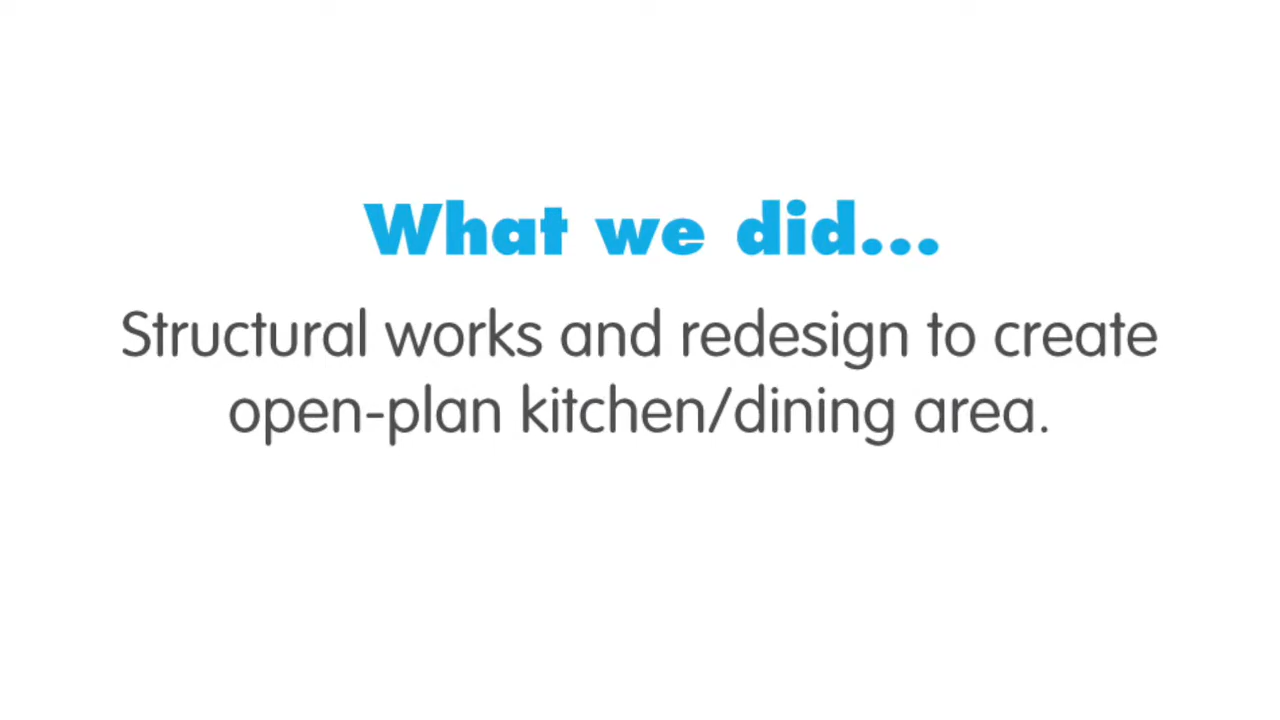 What we did...
Structural works and redesign to create
open-plan kitchen/dining area.